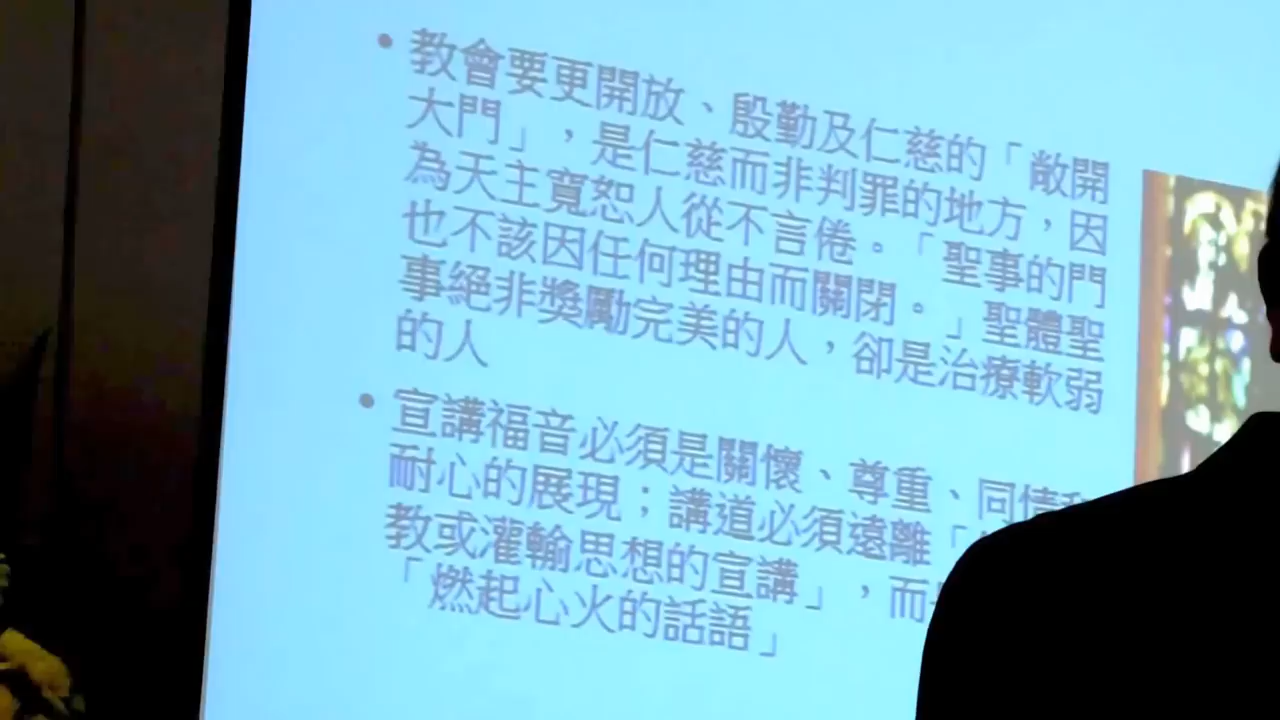 • 教會要更開放、殷勤及仁慈的「敞開
大門」，是仁慈而非判罪的地方，因
為天主寬恕人從不言倦。「聖事的門
也不該因任何理由而關閉。」聖體聖
事絕非獎勵完美的人，卻是治療軟弱
的人
• 宣講福音必須是關懷、尊重、同情
耐心的展現；講道必須遠離「
教或灌輸思想的宣講」，而
「燃起心火的話語」